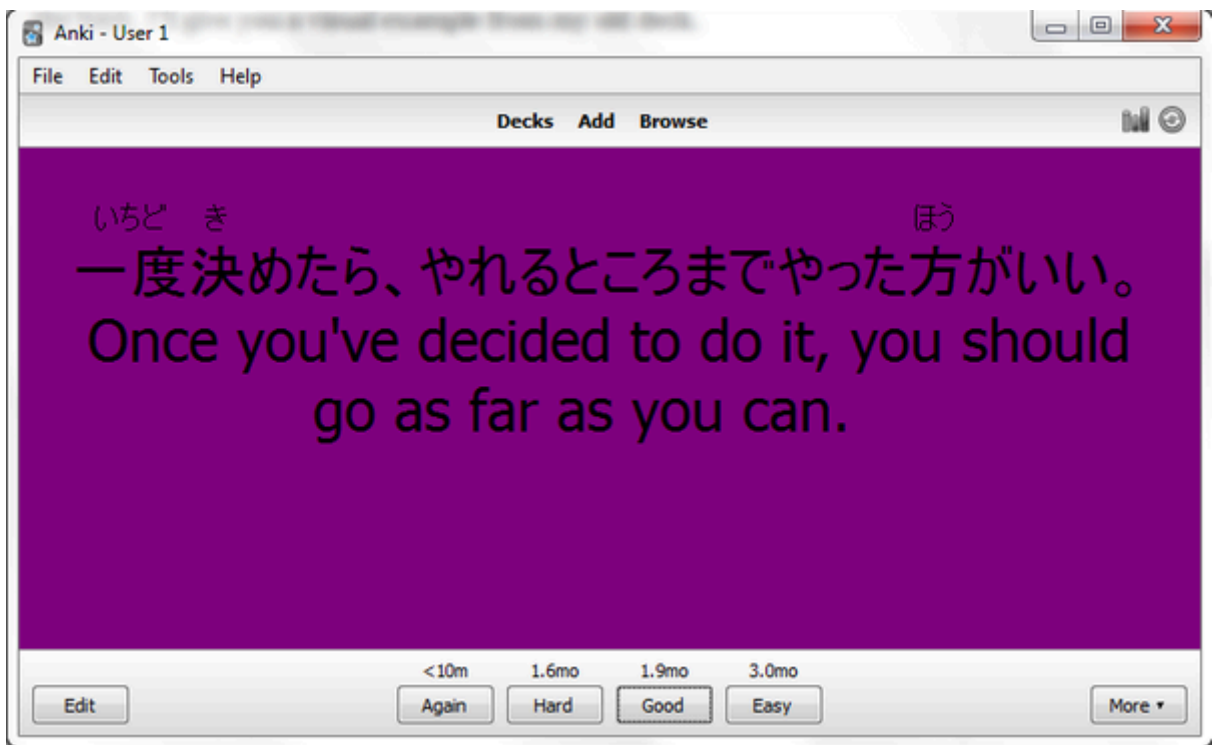 Anki - User 1
File Edit Tools Help
Decks Add Browse
いちど き ほう
一度決めたら、やれるところまでやった方がいい。
Once you've decided to do it, you should
go as far as you can.
<10m 1.6mo 1.9mo 3.0mo
Edit Again Hard Good Easy More